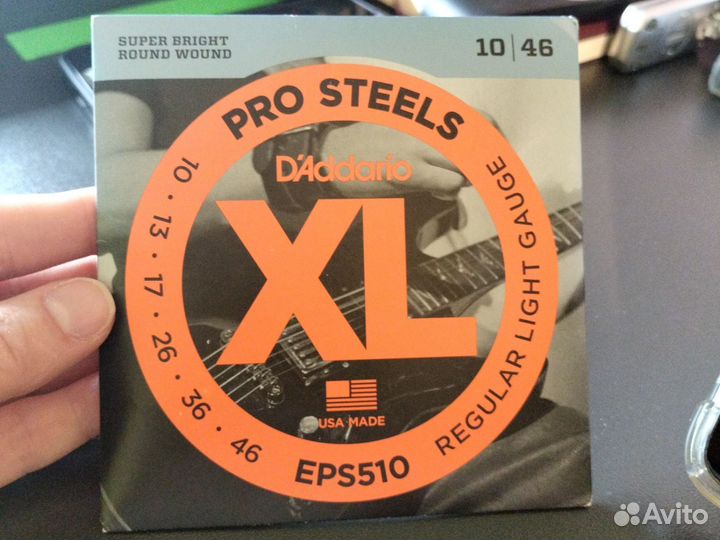 SUPER BRIGHT
ROUND WOUND
10 | 46
PRO STEELS
D'Addario
XL
10 · 13 · 17 · 26 · 36 · 46
REGULAR LIGHT GAUGE
USA MADE
EPS510
Avito